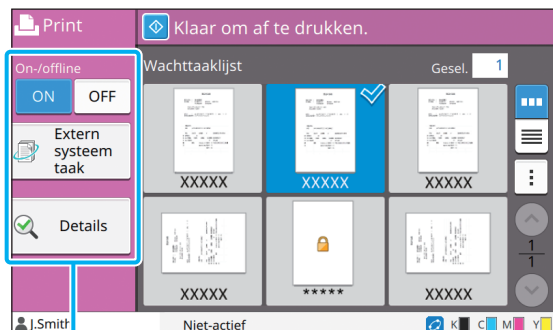 Print
Klaar om af te drukken.
On-/offline
ON OFF
Extern
systeem
taak
Details
Wachttaaklijst
Gesel. 1
XXXXX
XXXXX
XXXXX
XXXXX
*****
XXXXX
1
1
J.Smith
Niet-actief
K C M Y